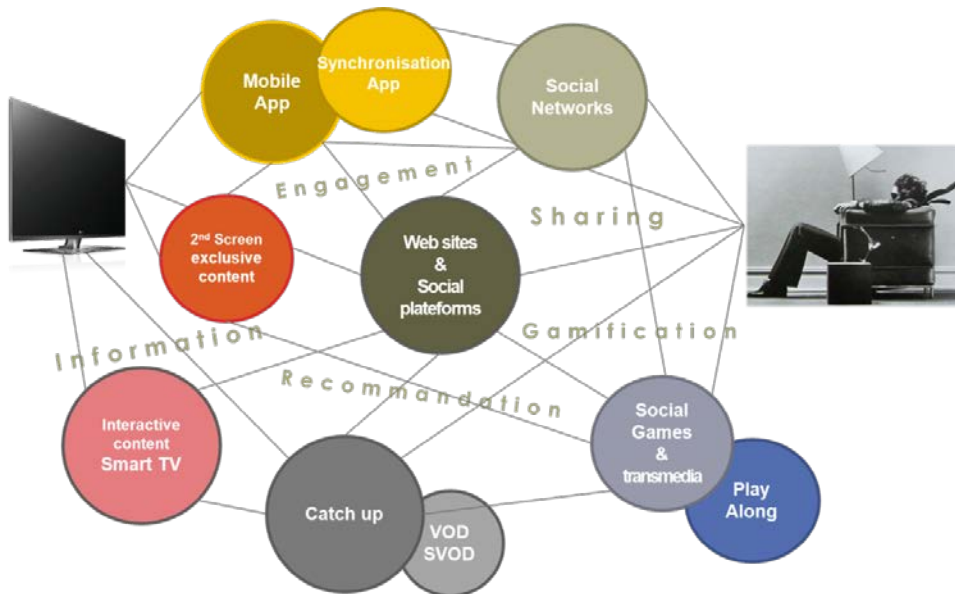 Mobile
App
Synchronisation
App
Social
Networks
Engagement
Sharing
2nd Screen
exclusive
content
Web sites
&
Social
plateforms
Information
Gamification
Recommandation
Interactive
content
Smart TV
Social
Games
&
transmedia
Catch up
VOD
SVOD
Play
Along